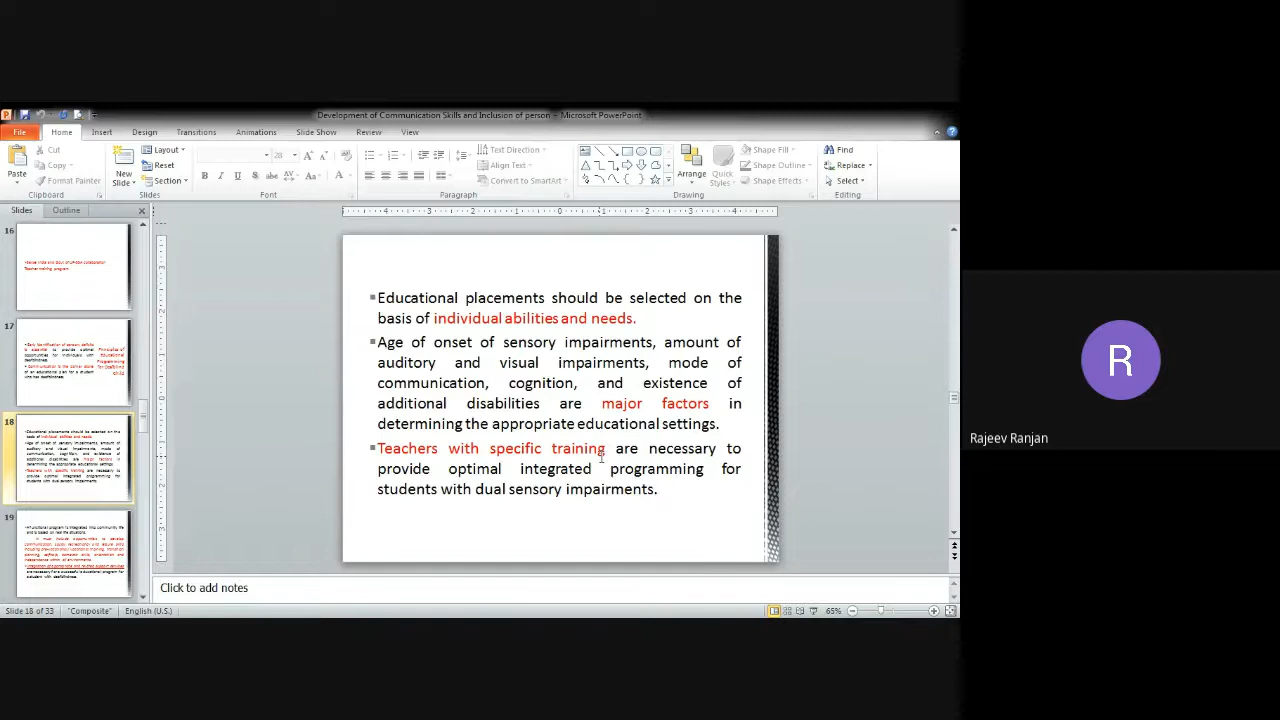 Development of Communication Skills and Inclusion of person - Microsoft PowerPoint
File Home Insert Design Transitions Animations Slide Show Review View
Cut Layout Text Direction Shape Fill Find
Copy Reset Align Text Shape Outline Replace
Paste Format Painter New Slide Section Convert to SmartArt Arrange Quick Styles Shape Effects Select
Clipboard Slides Font Paragraph Drawing Editing
Slides Outline
16
17
18
19
Educational placements should be selected on the
basis of individual abilities and needs.
Age of onset of sensory impairments, amount of
auditory and visual impairments, mode of
communication, cognition, and existence of
additional disabilities are major factors in
determining the appropriate educational settings.
Teachers with specific training are necessary to
provide optimal integrated programming for
students with dual sensory impairments.
Click to add notes
Slide 18 of 33 "Composite" English (U.S.) 65%
R
Rajeev Ranjan